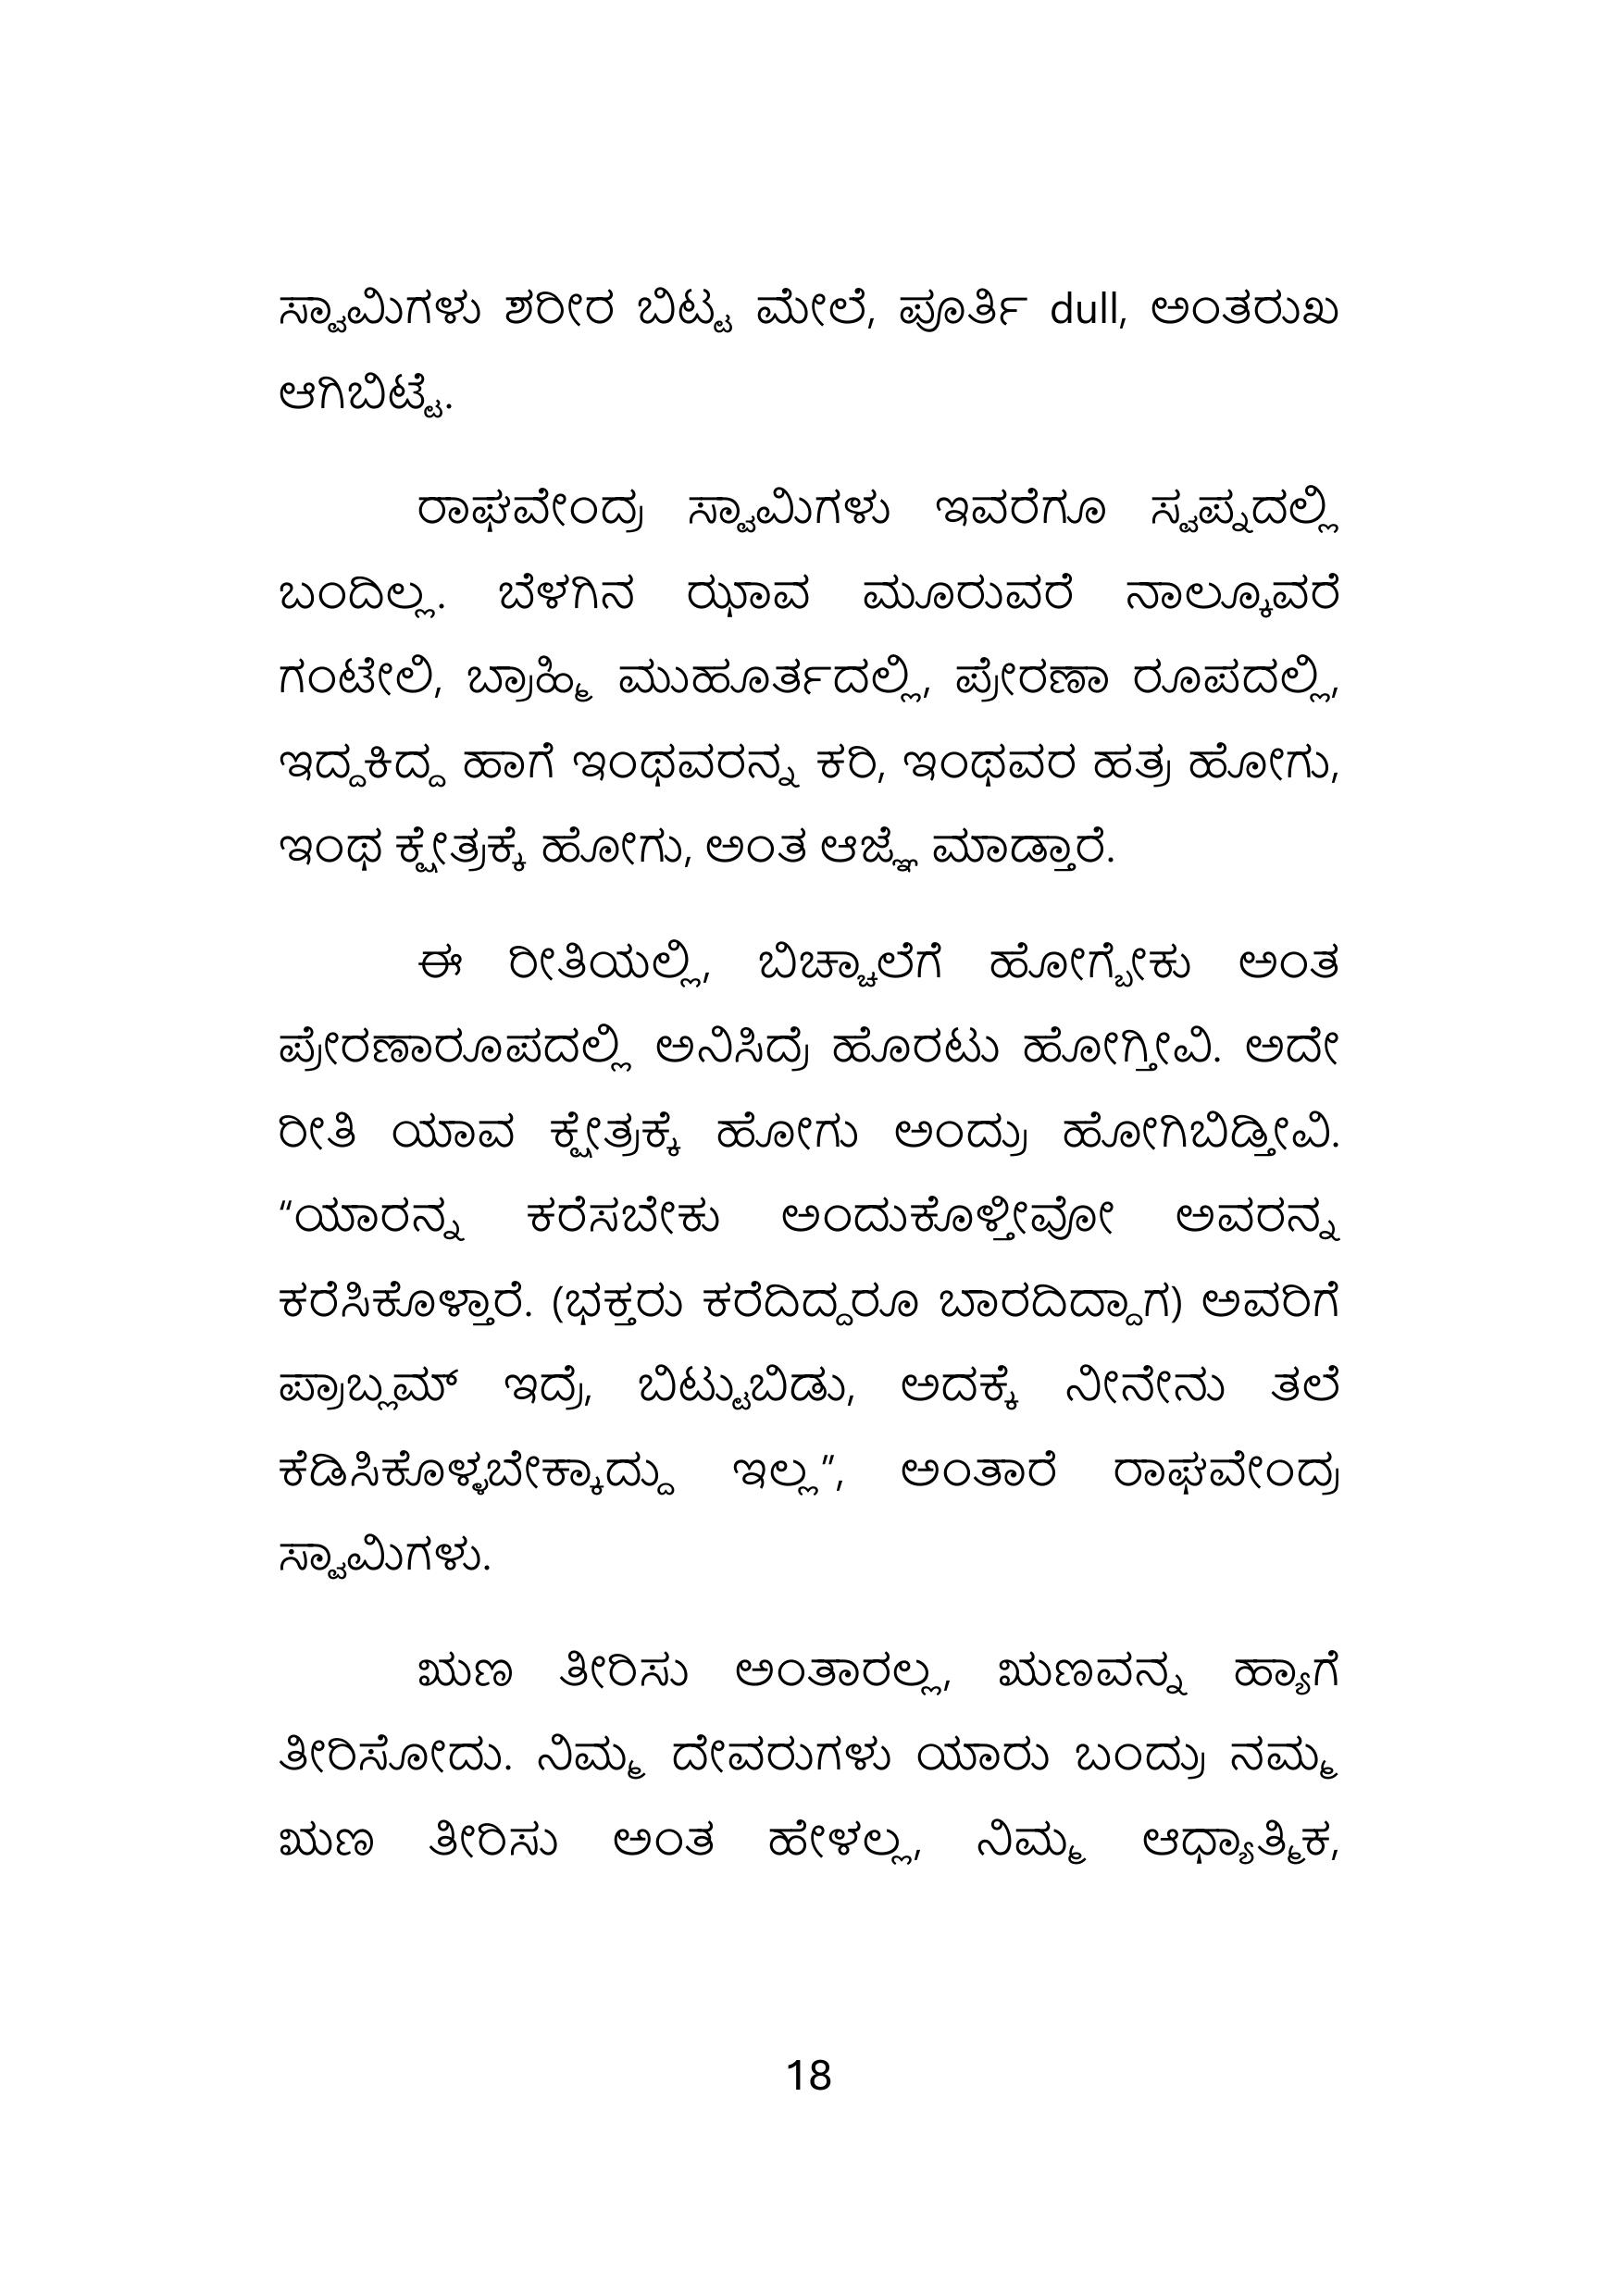 ಸ್ವಾಮಿಗಳು ಶರೀರ ಬಿಟ್ಟ ಮೇಲೆ, ಪೂರ್ತಿ dull, ಅಂತರುಖ
ಆಗಿಬಿಟ್ಟೆ.
ರಾಘವೇಂದ್ರ ಸ್ವಾಮಿಗಳು ಇವರೆಗೂ ಸ್ವಪ್ನದಲ್ಲಿ
ಬಂದಿಲ್ಲ. ಬೆಳಗಿನ ಝಾವ ಮೂರುವರೆ ನಾಲ್ಕೂವರೆ
ಗಂಟೇಲಿ, ಬ್ರಾಹ್ಮಿ ಮುಹೂರ್ತದಲ್ಲಿ, ಪ್ರೇರಣಾ ರೂಪದಲ್ಲಿ,
ಇದ್ದಕಿದ್ದ ಹಾಗೆ ಇಂಥವರನ್ನ ಕರಿ, ಇಂಥವರ ಹತ್ರ ಹೋಗು,
ಇಂಥ ಕ್ಷೇತ್ರಕ್ಕೆ ಹೋಗು, ಅಂತ ಆಜ್ಞೆ ಮಾಡ್ತಾರೆ.
ಈ ರೀತಿಯಲ್ಲಿ, ಬಿಚ್ಚಾಲೆಗೆ ಹೋಗ್ಬೇಕು ಅಂತ
ಪ್ರೇರಣಾರೂಪದಲ್ಲಿ ಅನಿಸಿದ್ರೆ ಹೊರಟು ಹೋಗ್ತೀವಿ. ಅದೇ
ರೀತಿ ಯಾವ ಕ್ಷೇತ್ರಕ್ಕೆ ಹೋಗು ಅಂದ್ರು ಹೋಗಿಬಿಡ್ತೀವಿ.
“ಯಾರನ್ನ ಕರೆಸಬೇಕು ಅಂದುಕೊಳ್ತೀವೋ ಅವರನ್ನ
ಕರೆಸಿಕೊಳ್ತಾರೆ. (ಭಕ್ತರು ಕರೆದಿದ್ದರೂ ಬಾರದಿದ್ದಾಗ) ಅವರಿಗೆ
ಪ್ರಾಬ್ಲಮ್ ಇದ್ರೆ, ಬಿಟ್ಟುಬಿಡು, ಅದಕ್ಕೆ ನೀನೇನು ತಲೆ
ಕೆಡಿಸಿಕೊಳ್ಳಬೇಕ್ಕಾದ್ದು ಇಲ್ಲ”, ಅಂತಾರೆ ರಾಘವೇಂದ್ರ
ಸ್ವಾಮಿಗಳು.
ಋಣ ತೀರಿಸು ಅಂತಾರಲ್ಲ, ಋಣವನ್ನ ಹ್ಯಾಗೆ
ತೀರಿಸೋದು. ನಿಮ್ಮ ದೇವರುಗಳು ಯಾರು ಬಂದ್ರು ನಮ್ಮ
ಋಣ ತೀರಿಸು ಅಂತ ಹೇಳಲ್ಲ, ನಿಮ್ಮ ಆಧ್ಯಾತ್ಮಿಕ,
18